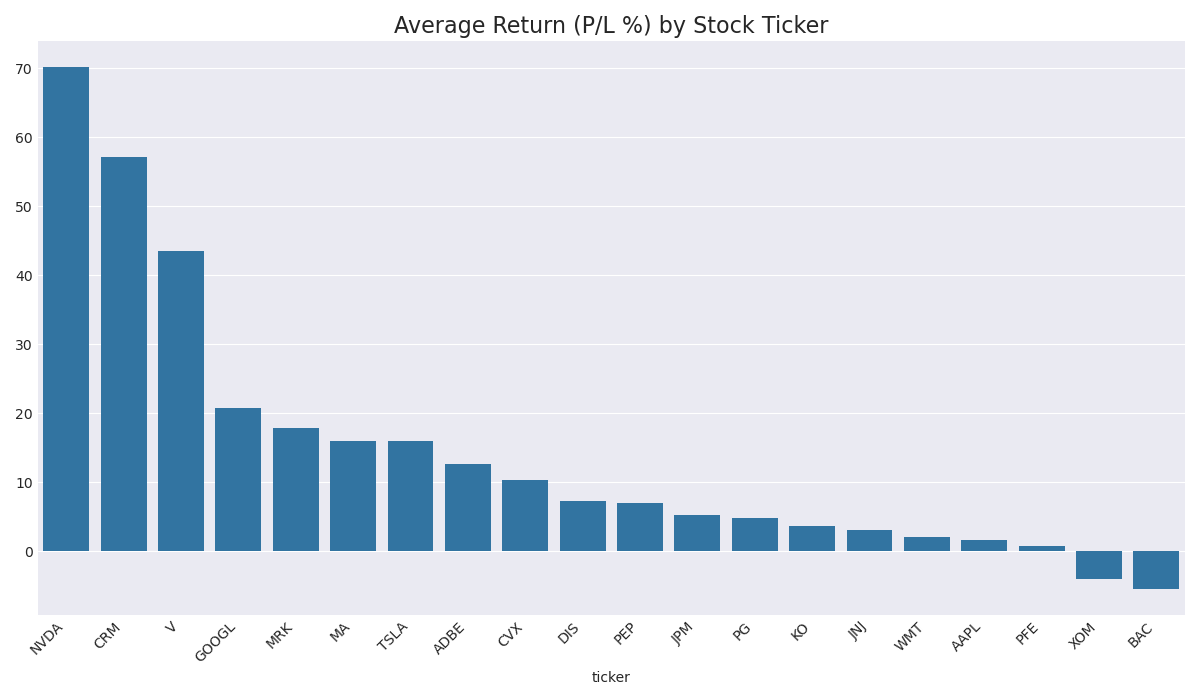 Average Return (P/L %) by Stock Ticker
70
60
50
40
30
20
10
0
NVDA
CRM
V
GOOGL
MRK
MA
TSLA
ADBE
CVX
DIS
PEP
JPM
PG
KO
JNJ
WMT
AAPL
PFE
XOM
BAC
ticker